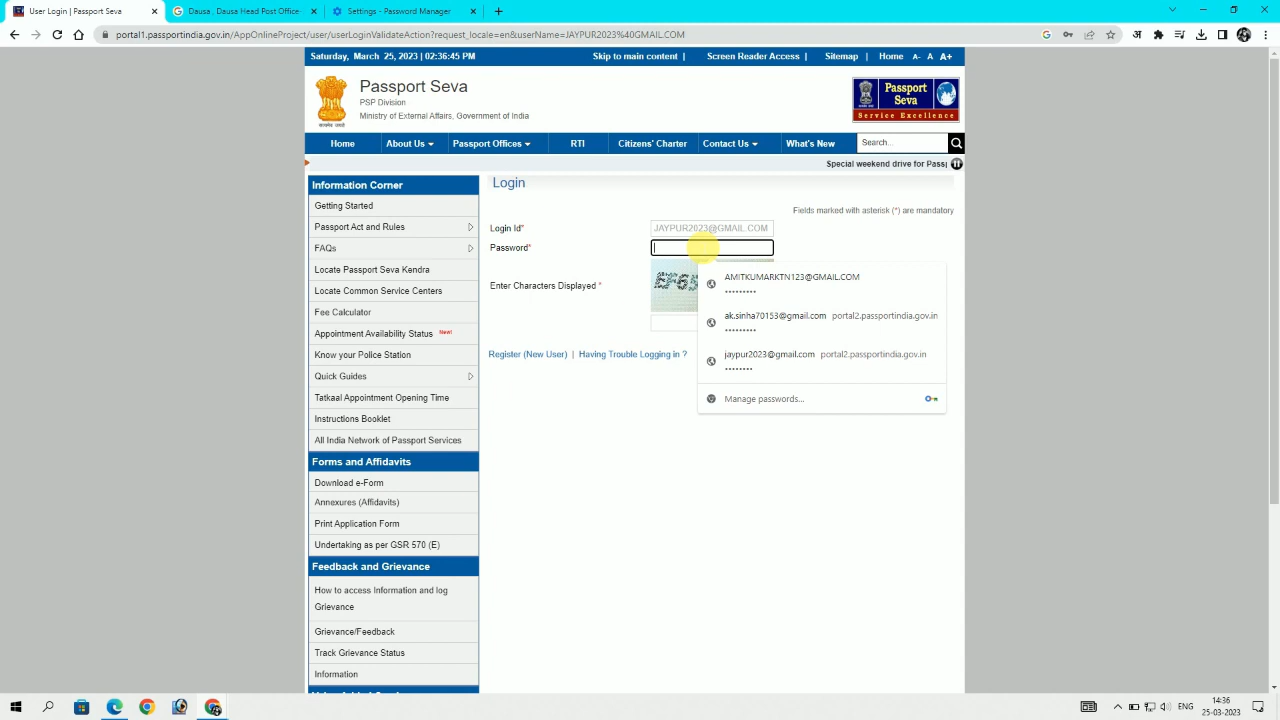 User Login | Passport Seva
Dausa , Dausa Head Post Office-
Settings - Password Manager
portal1.passportindia.gov.in/AppOnlineProject/user/userLoginValidateAction?request_locale=en&userName=JAYPUR2023%40GMAIL.COM
Saturday, March 25, 2023 | 02:36:45 PM
Skip to main content | Screen Reader Access | Sitemap | Home A- A A+
Passport Seva
PSP Division
Ministry of External Affairs, Government of India
Passport
Seva
Service Excellence
Home About Us Passport Offices RTI Citizens' Charter Contact Us What's New Search...
Special weekend drive for Pass
Information Corner
Getting Started
Passport Act and Rules
FAQs
Locate Passport Seva Kendra
Locate Common Service Centers
Fee Calculator
Appointment Availability Status New!
Know your Police Station
Quick Guides
Tatkaal Appointment Opening Time
Instructions Booklet
All India Network of Passport Services
Forms and Affidavits
Download e-Form
Annexures (Affidavits)
Print Application Form
Undertaking as per GSR 570 (E)
Feedback and Grievance
How to access Information and log
Grievance
Grievance/Feedback
Track Grievance Status
Information
Login
Fields marked with asterisk (*) are mandatory
Login Id* JAYPUR2023@GMAIL.COM
Password*
Enter Characters Displayed *
Register (New User) | Having Trouble Logging in ?
AMITKUMARKTN123@GMAIL.COM
•••••••••
ak.sinha70153@gmail.com portal2.passportindia.gov.in
•••••••••
jaypur2023@gmail.com portal2.passportindia.gov.in
••••••••
Manage passwords...
14:36
25-03-2023